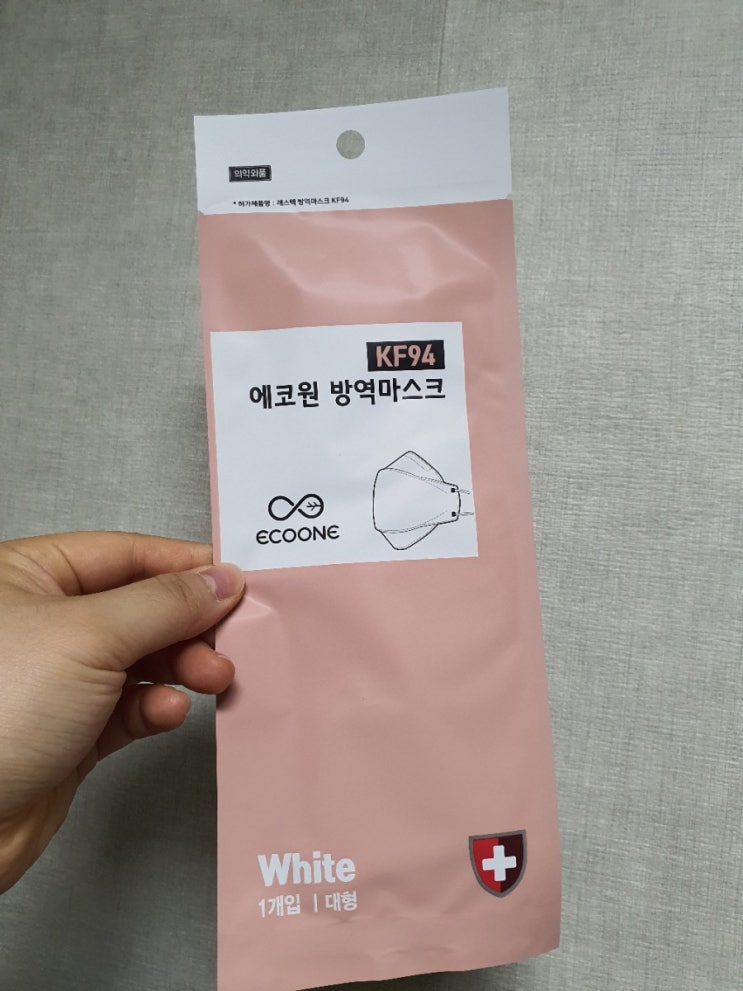 의약외품
* 허가제품명 : 레스텍 방역마스크 KF94
KF94
에코원 방역마스크
ECOONE
White
1개입 | 대형